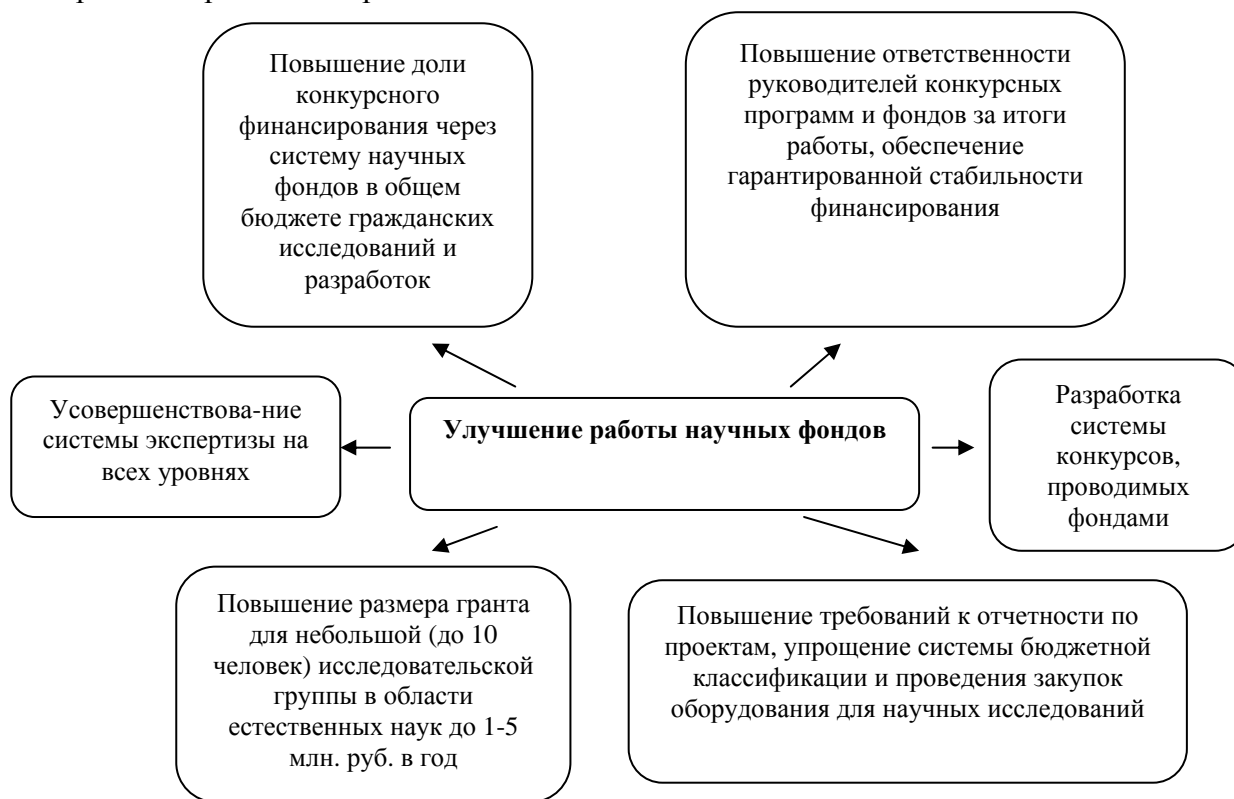 Повышение доли
конкурсного
финансирования через
систему научных
фондов в общем
бюджете гражданских
исследований и
разработок
Повышение ответственности
руководителей конкурсных
программ и фондов за итоги
работы, обеспечение
гарантированной стабильности
финансирования
Усовершенствова-ние
системы экспертизы на
всех уровнях
Улучшение работы научных фондов
Разработка
системы
конкурсов,
проводимых
фондами
Повышение размера гранта
для небольшой (до 10
человек) исследовательской
группы в области
естественных наук до 1-5
млн. руб. в год
Повышение требований к отчетности по
проектам, упрощение системы бюджетной
классификации и проведения закупок
оборудования для научных исследований